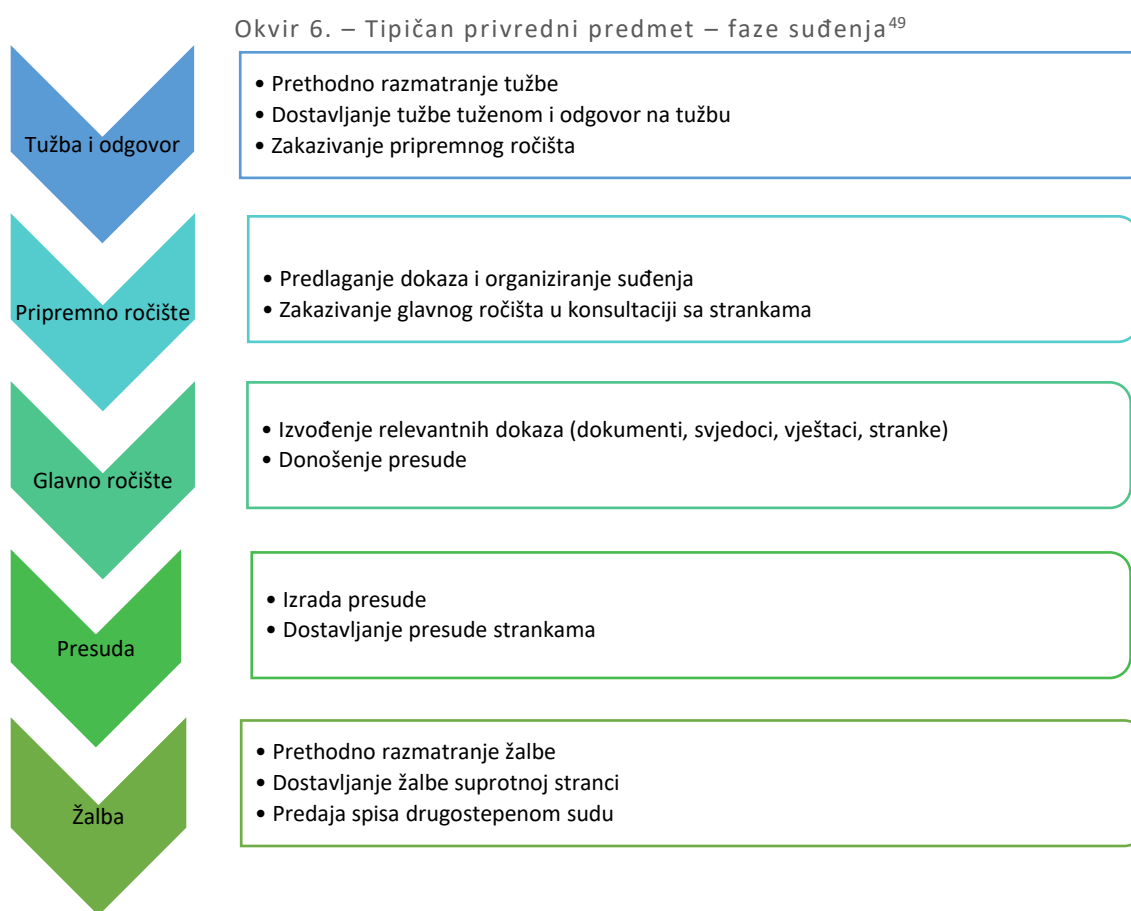 Okvir 6. – Tipičan privredni predmet – faze suđenja49
Tužba i odgovor
• Prethodno razmatranje tužbe
• Dostavljanje tužbe tuženom i odgovor na tužbu
• Zakazivanje pripremnog ročišta
Pripremno ročište
• Predlaganje dokaza i organiziranje suđenja
• Zakazivanje glavnog ročišta u konsultaciji sa strankama
Glavno ročište
• Izvođenje relevantnih dokaza (dokumenti, svjedoci, vještaci, stranke)
• Donošenje presude
Presuda
• Izrada presude
• Dostavljanje presude strankama
Žalba
• Prethodno razmatranje žalbe
• Dostavljanje žalbe suprotnoj stranci
• Predaja spisa drugostepenom sudu